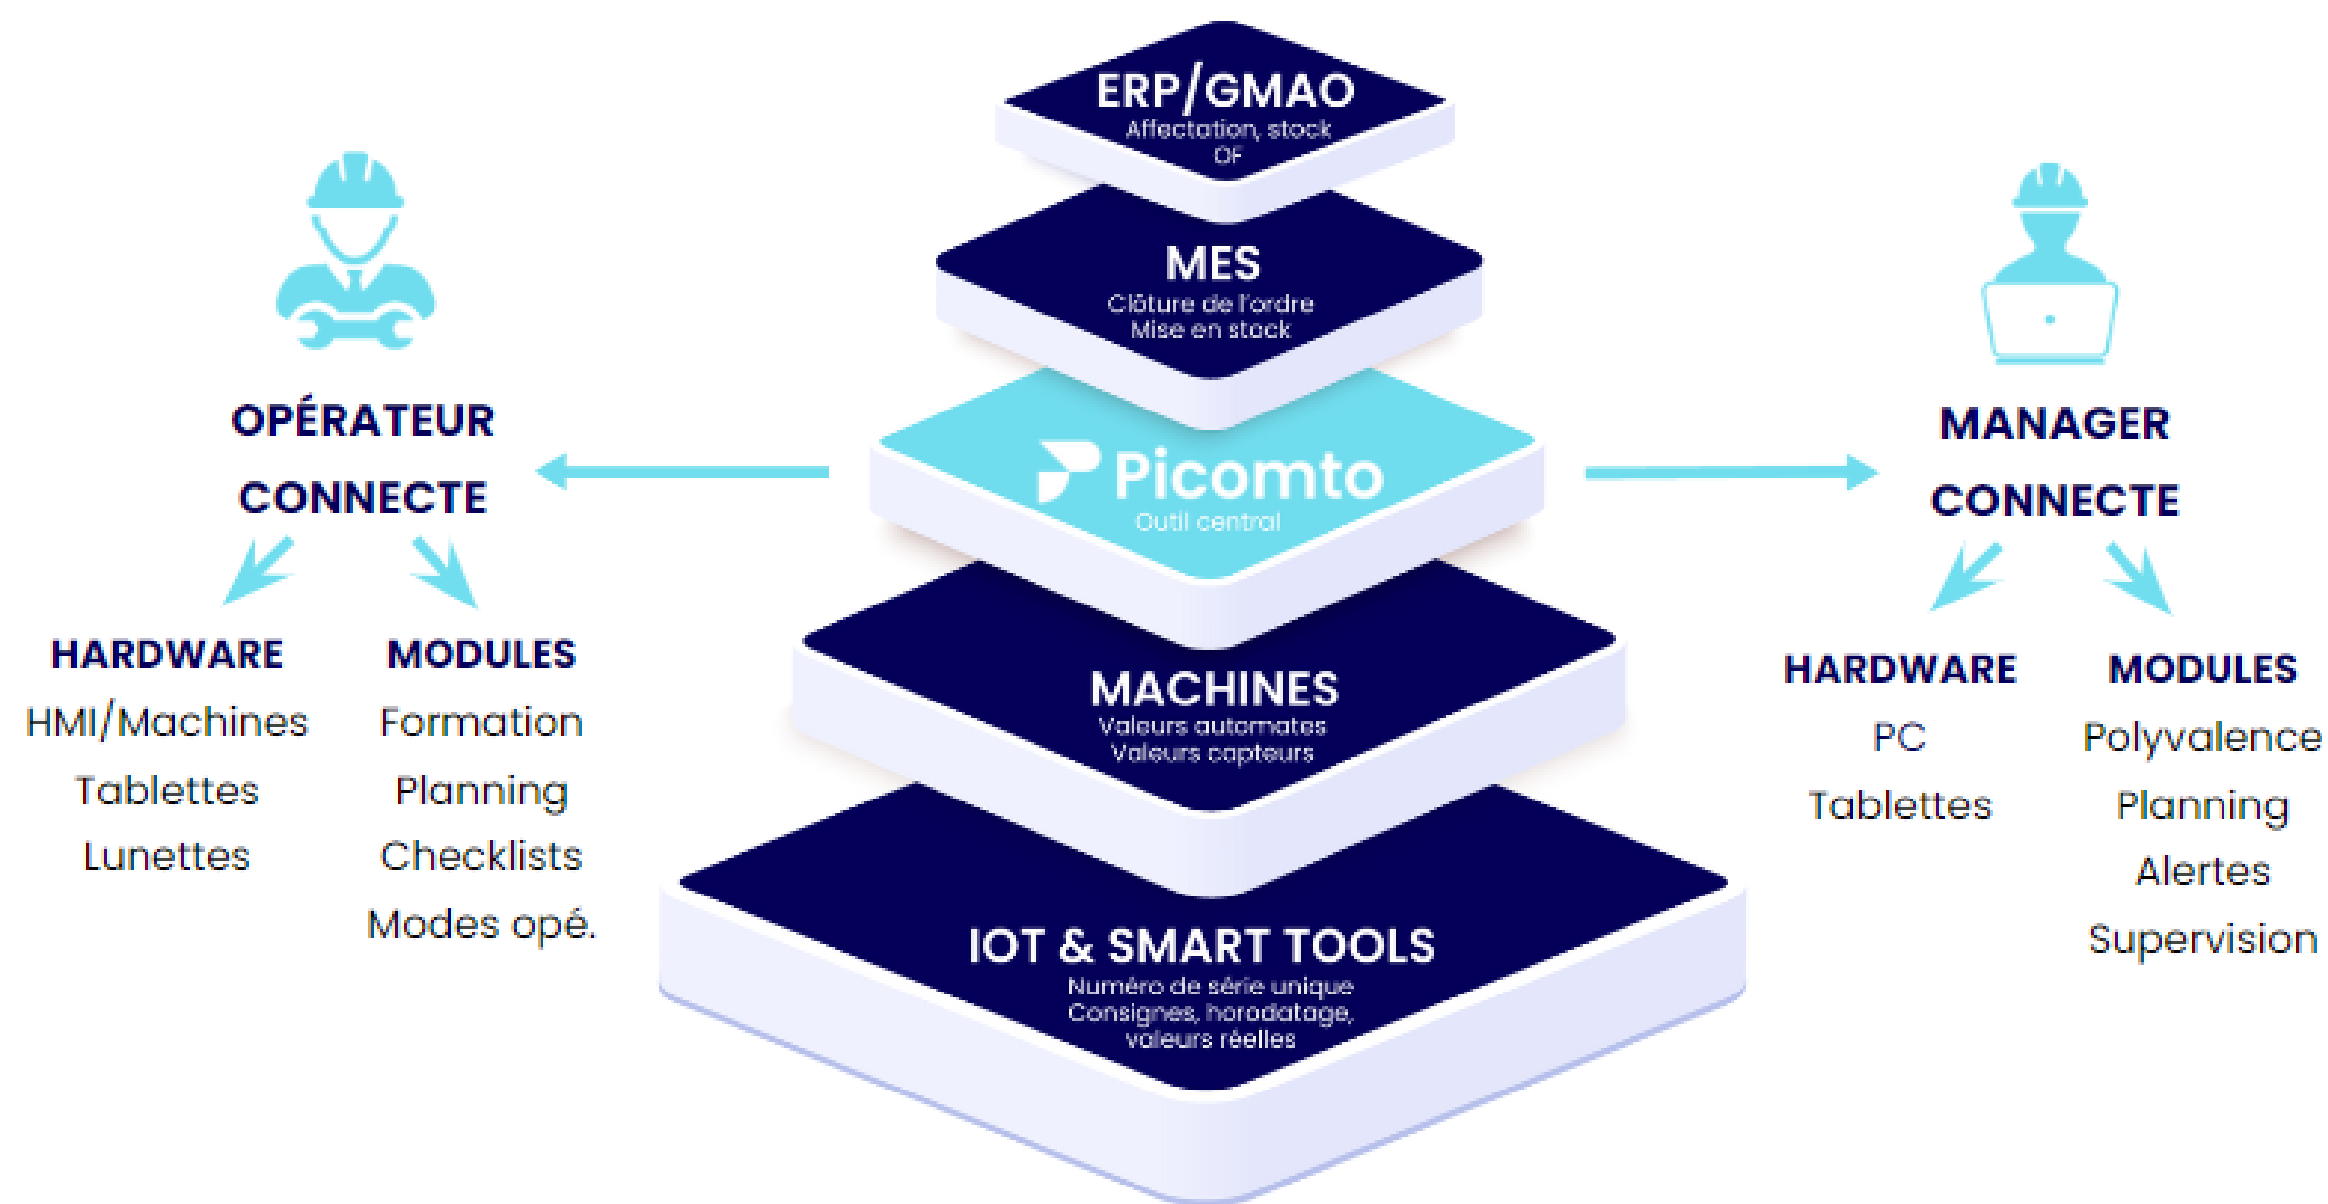 ERP/GMAO
Affectation, stock
OF
MES
Clôture de l'ordre
Mise en stock
Picomto
Outil central
MACHINES
Valeurs automates
Valeurs capteurs
IOT & SMART TOOLS
Numéro de série unique
Consignes, horodatage,
valeurs réelles
OPÉRATEUR
CONNECTE
HARDWARE
HMI/Machines
Tablettes
Lunettes
MODULES
Formation
Planning
Checklists
Modes opé.
MANAGER
CONNECTE
HARDWARE
PC
Tablettes
MODULES
Polyvalence
Planning
Alertes
Supervision